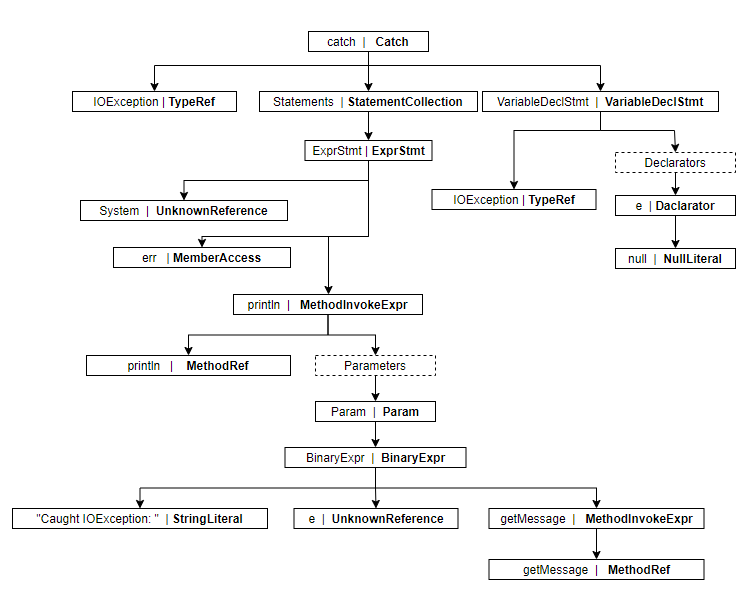 catch | Catch
IOException | TypeRef
Statements | StatementCollection
VariableDeclStmt | VariableDeclStmt
ExprStmt | ExprStmt
Declarators
System | UnknownReference
IOException | TypeRef
e | Daclarator
err | MemberAccess
null | NullLiteral
println | MethodInvokeExpr
println | MethodRef
Parameters
Param | Param
BinaryExpr | BinaryExpr
"Caught IOException: " | StringLiteral
e | UnknownReference
getMessage | MethodInvokeExpr
getMessage | MethodRef